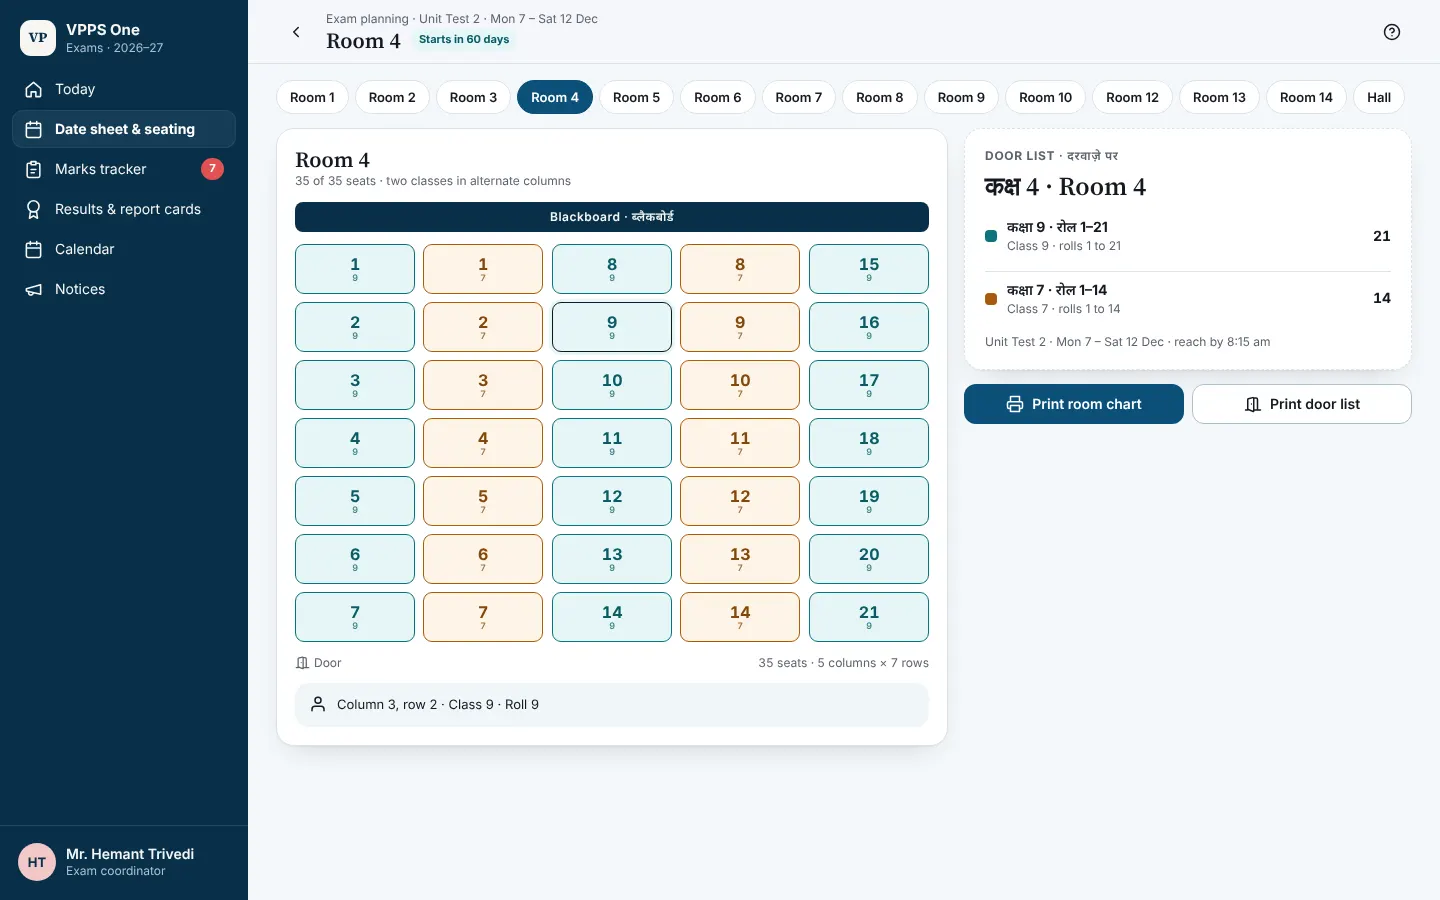 VP
VPPS One
Exams · 2026–27
Today
Date sheet & seating
Marks tracker
7
Results & report cards
Calendar
Notices
HT
Mr. Hemant Trivedi
Exam coordinator
Exam planning · Unit Test 2 · Mon 7 – Sat 12 Dec
Room 4
Starts in 60 days
Room 1 Room 2 Room 3 Room 4 Room 5 Room 6 Room 7 Room 8 Room 9 Room 10 Room 12 Room 13 Room 14 Hall
Room 4
35 of 35 seats · two classes in alternate columns
Blackboard · ब्लैकबोर्ड
1 1 8 8 15
9 7 9 7 9
2 2 9 9 16
9 7 9 7 9
3 3 10 10 17
9 7 9 7 9
4 4 11 11 18
9 7 9 7 9
5 5 12 12 19
9 7 9 7 9
6 6 13 13 20
9 7 9 7 9
7 7 14 14 21
9 7 9 7 9
Door
35 seats · 5 columns × 7 rows
Column 3, row 2 · Class 9 · Roll 9
DOOR LIST · दरवाज़े पर
कक्ष 4 · Room 4
कक्षा 9 · रोल 1–21
Class 9 · rolls 1 to 21
21
कक्षा 7 · रोल 1–14
Class 7 · rolls 1 to 14
14
Unit Test 2 · Mon 7 – Sat 12 Dec · reach by 8:15 am
Print room chart
Print door list